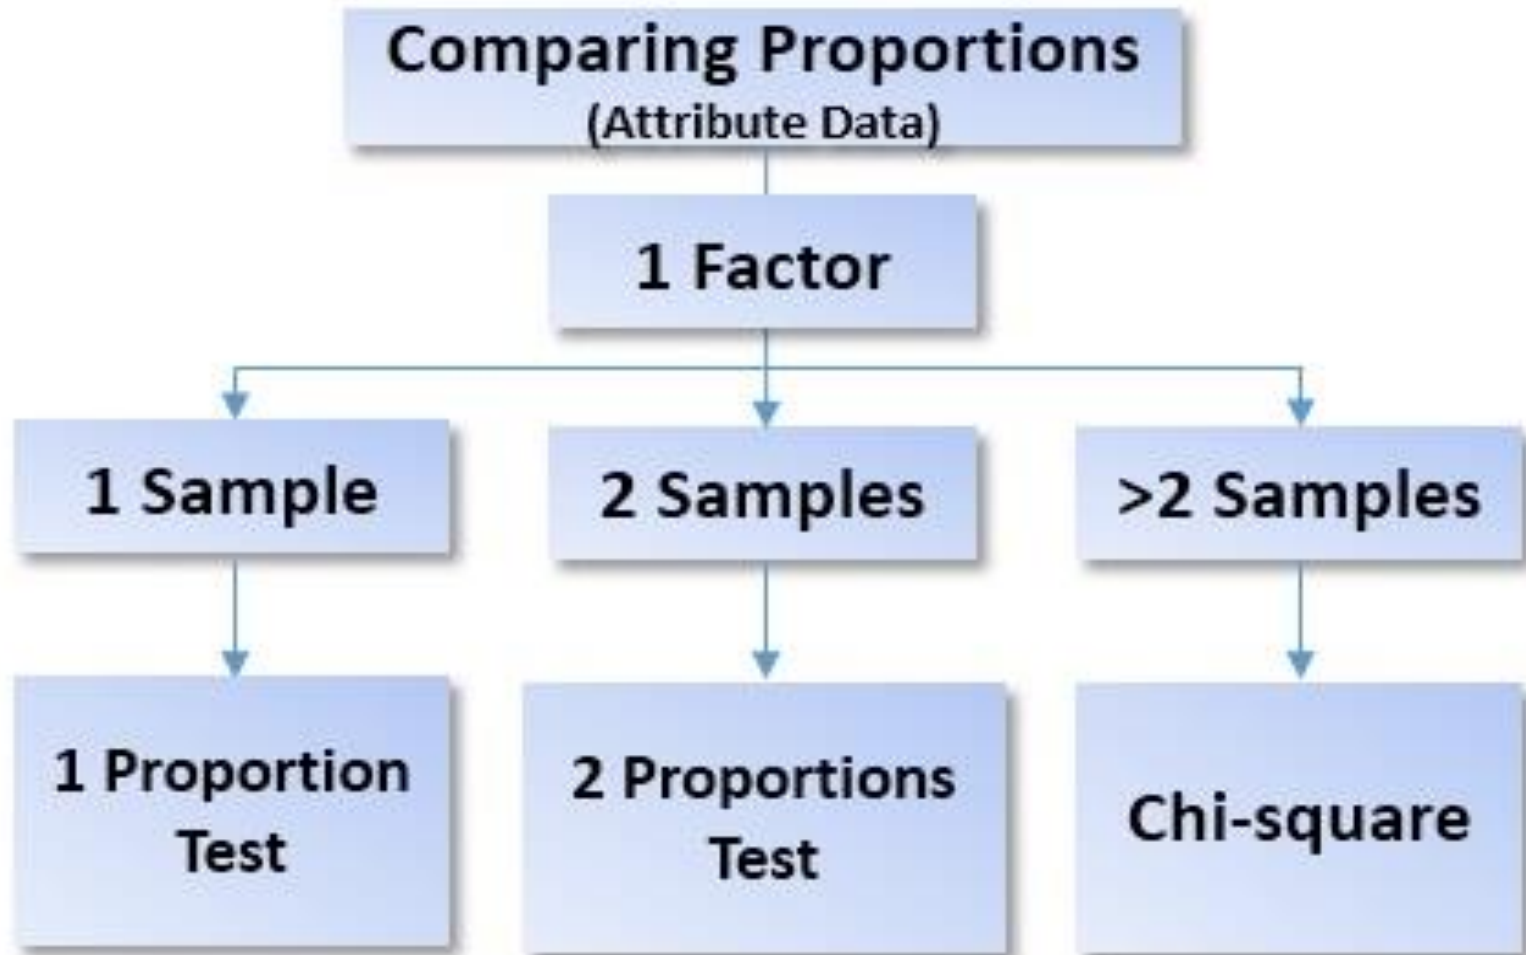 Comparing Proportions
(Attribute Data)
1 Factor
1 Sample
2 Samples
>2 Samples
1 Proportion
Test
2 Proportions
Test
Chi-square